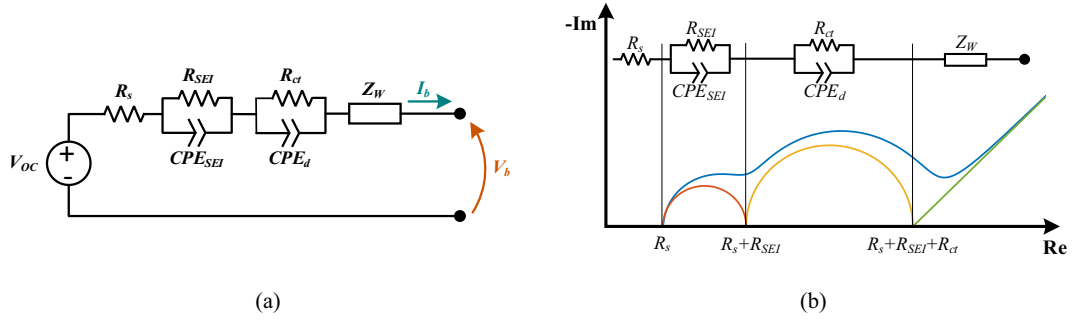 R_s
R_SEI
CPE_SEI
R_ct
CPE_d
Z_W
I_b
V_OC
+
-
V_b
(a)
-Im
R_s
R_SEI
CPE_SEI
R_ct
CPE_d
Z_W
R_s
R_s+R_SEI
R_s+R_SEI+R_ct
Re
(b)